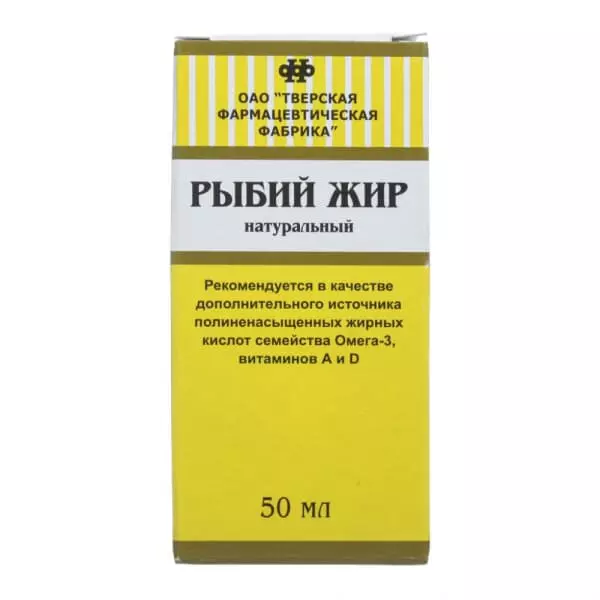 ОАО "ТВЕРСКАЯ
ФАРМАЦЕВТИЧЕСКАЯ
ФАБРИКА"
РЫБИЙ ЖИР
натуральный
Рекомендуется в качестве
дополнительного источника
полиненасыщенных жирных
кислот семейства Омега-3,
витаминов А и D
50 мл